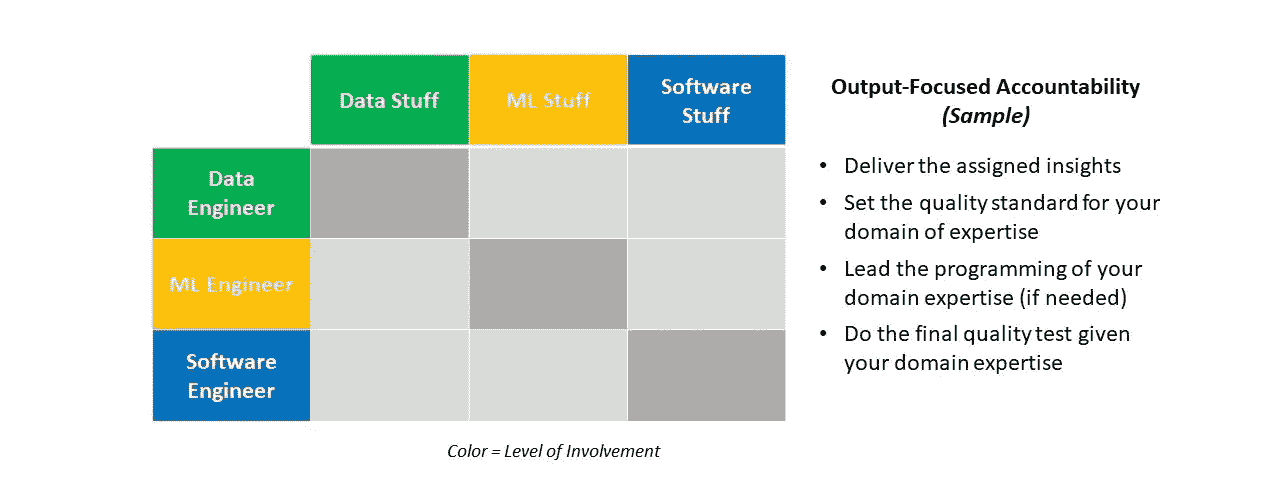 Data Stuff
ML Stuff
Software
Stuff
Data
Engineer
ML Engineer
Software
Engineer
Color = Level of Involvement
Output-Focused Accountability
(Sample)
• Deliver the assigned insights
• Set the quality standard for your
domain of expertise
• Lead the programming of your
domain expertise (if needed)
• Do the final quality test given
your domain expertise